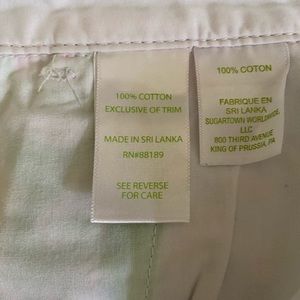 100% COTTON
EXCLUSIVE OF TRIM
MADE IN SRI LANKA
RN#88189
SEE REVERSE
FOR CARE
100% COTON
FABRIQUE EN
SRI LANKA
SUGARTOWN WORLDWIDE,
LLC
800 THIRD AVENUE
KING OF PRUSSIA, PA